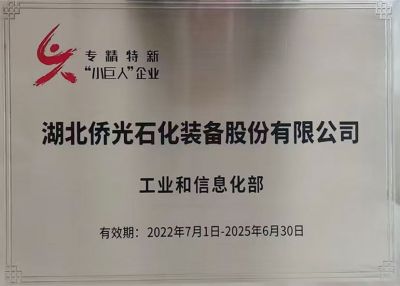 专精特新
“小巨人”企业
湖北侨光石化装备股份有限公司
工业和信息化部
有效期：2022年7月1日-2025年6月30日